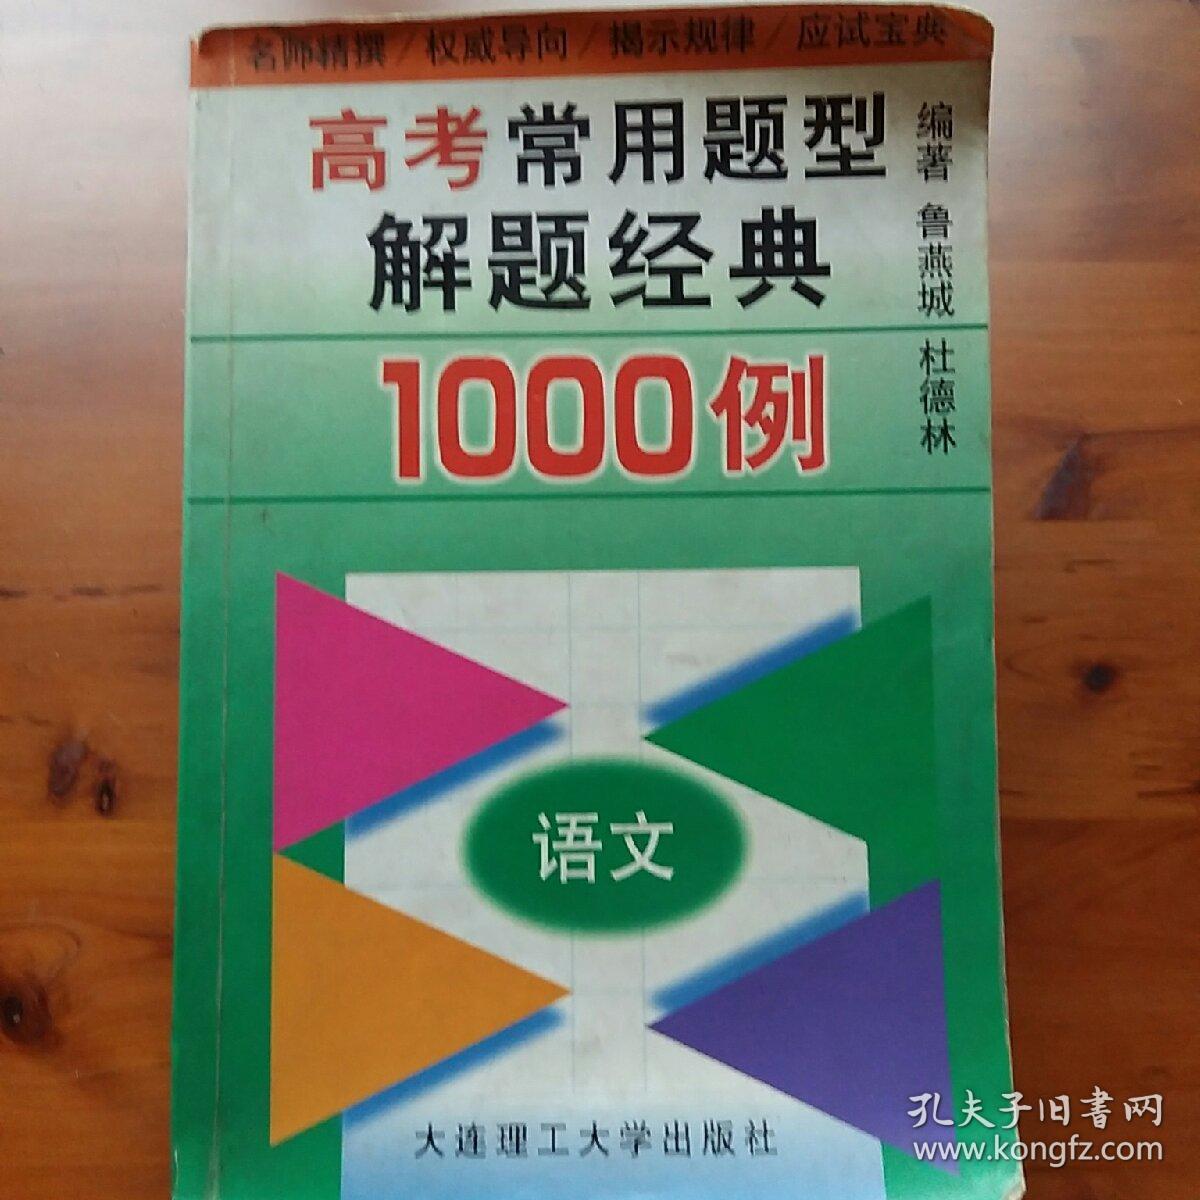 名师精撰/权威导向/揭示规律/应试宝典
高考常用题型
解题经典
1000例
编著 鲁燕城 杜德林
语文
大连理工大学出版社
孔夫子旧书网
www.kongfz.com